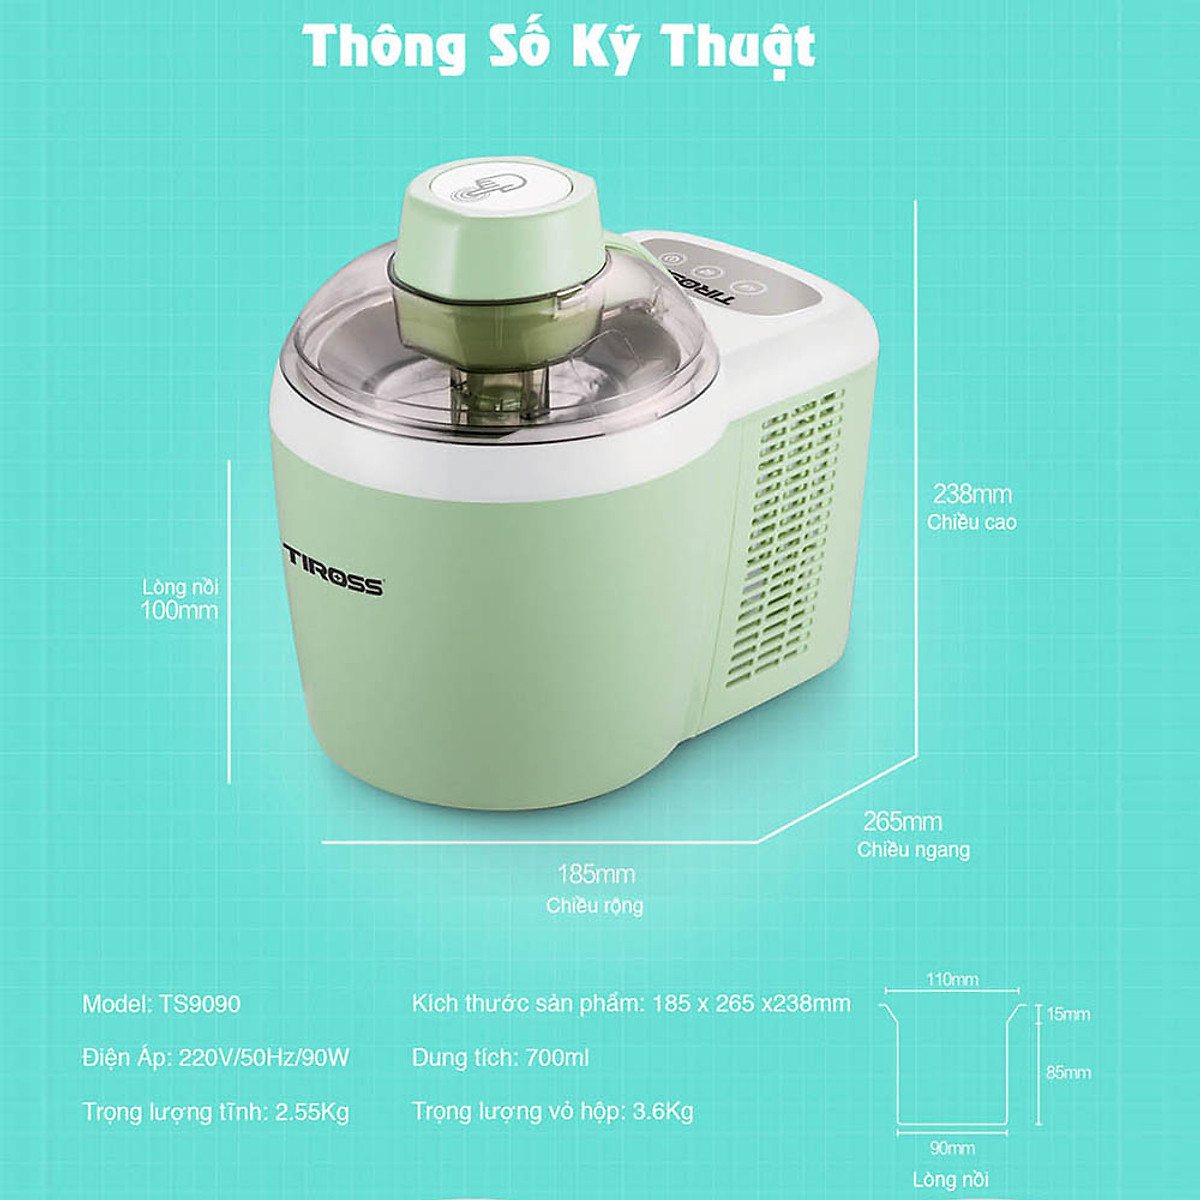 Thông Số Kỹ Thuật
TIROSS
TIROSS
238mm
Chiều cao
Lòng nồi
100mm
265mm
Chiều ngang
185mm
Chiều rộng
Model: TS9090
Điện Áp: 220V/50Hz/90W
Trọng lượng tĩnh: 2.55Kg
Kích thước sản phẩm: 185 x 265 x238mm
Dung tích: 700ml
Trọng lượng vỏ hộp: 3.6Kg
110mm
15mm
85mm
90mm
Lòng nồi